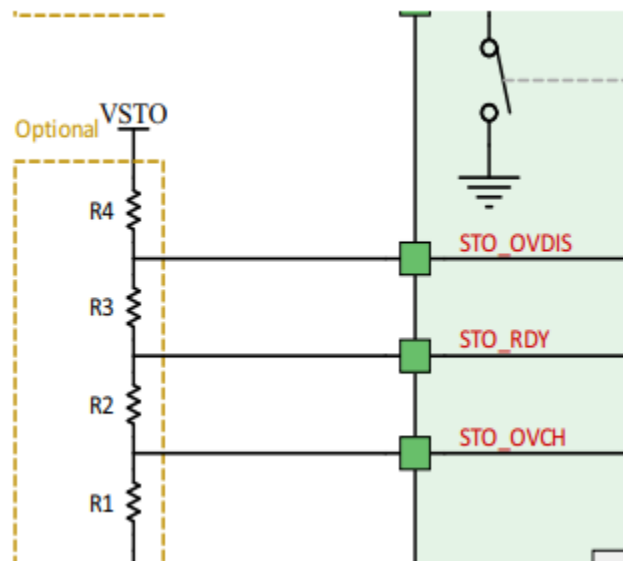 VSTO
Optional
R4
STO_OVDIS
R3
STO_RDY
R2
STO_OVCH
R1